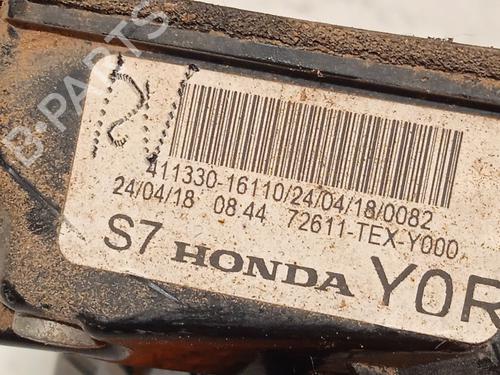 B-PARTS
411330-16110/24/04/18/0082
24/04/18 08:44 72611-TEX-Y000
S7 HONDA Y0R